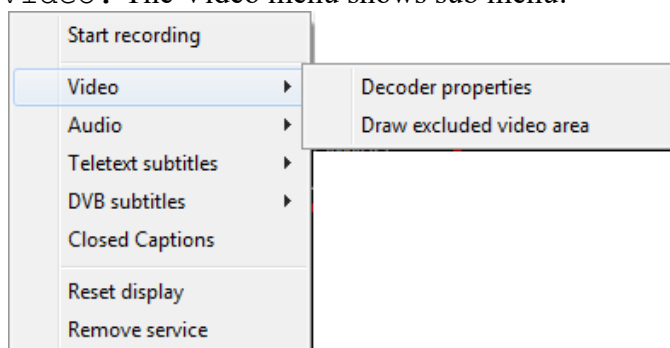 Video: The Video menu shows sub menu:
Start recording
Video
Decoder properties
Audio
Draw excluded video area
Teletext subtitles
DVB subtitles
Closed Captions
Reset display
Remove service